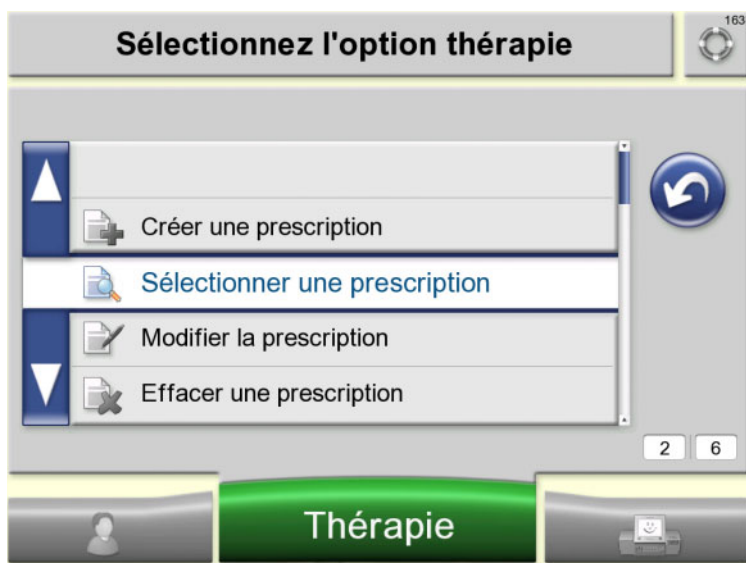 Sélectionnez l'option thérapie
163
Créer une prescription
Sélectionner une prescription
Modifier la prescription
Effacer une prescription
2 6
Thérapie